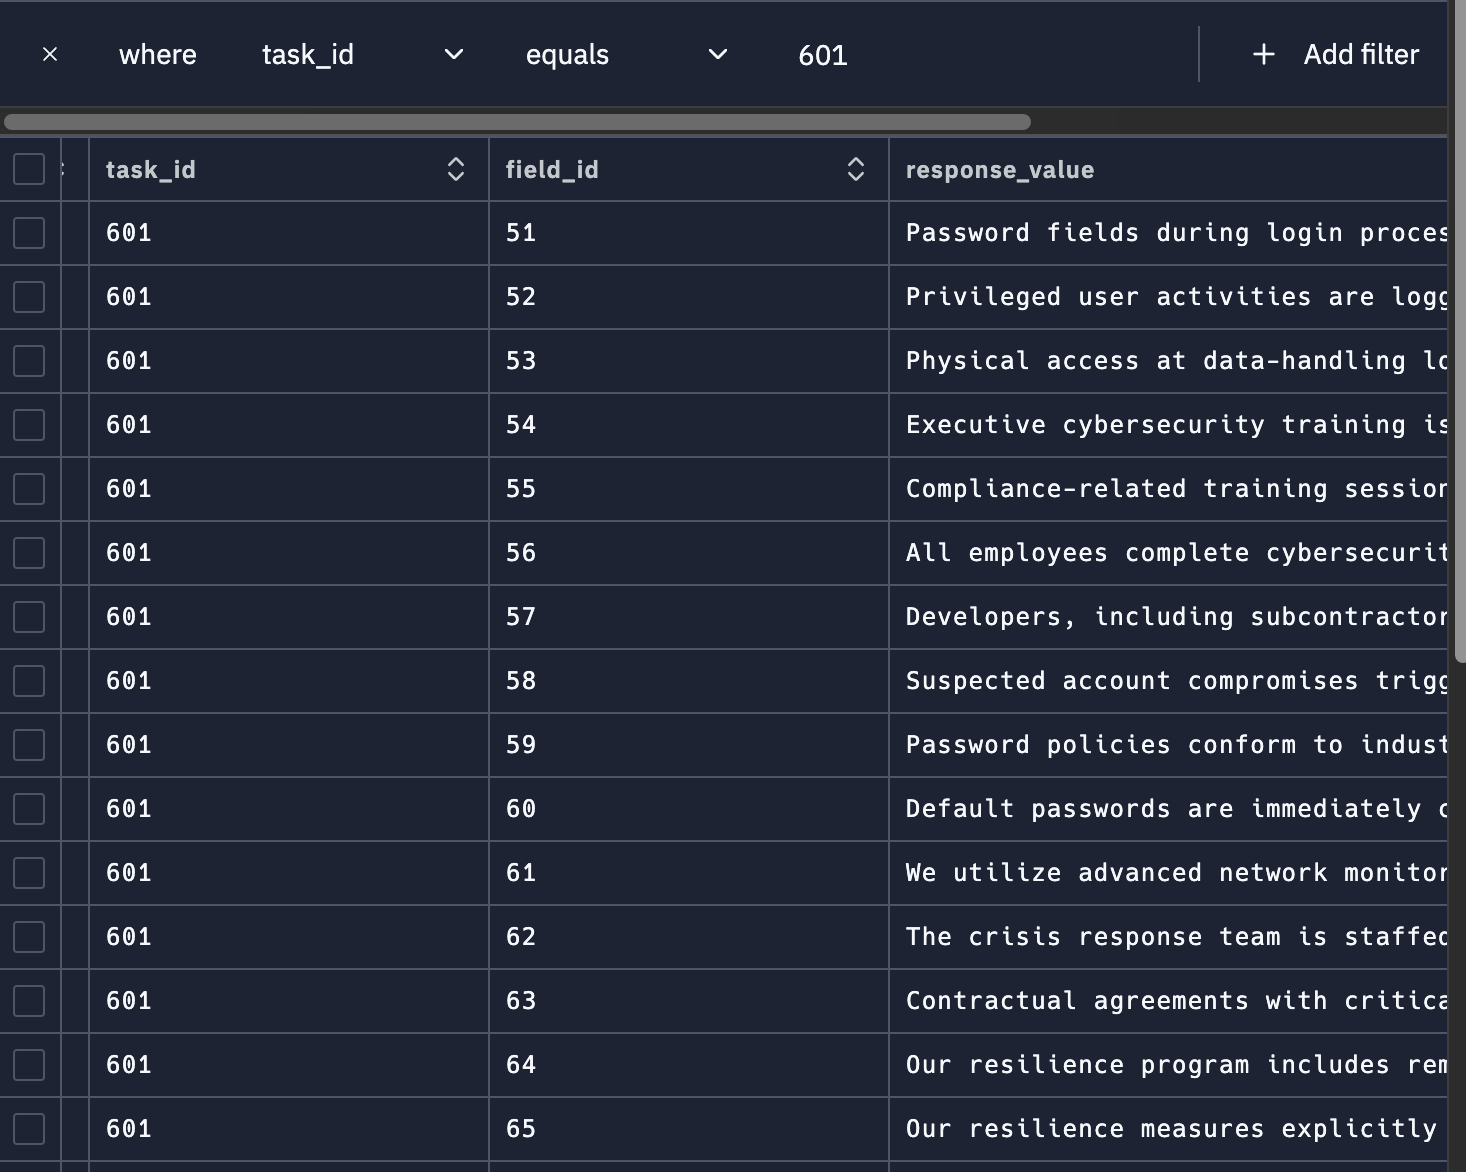 × where task_id equals 601 + Add filter
task_id field_id response_value
601 51 Password fields during login proces
601 52 Privileged user activities are logg
601 53 Physical access at data-handling lo
601 54 Executive cybersecurity training is
601 55 Compliance-related training session
601 56 All employees complete cybersecurit
601 57 Developers, including subcontractor
601 58 Suspected account compromises trigg
601 59 Password policies conform to indust
601 60 Default passwords are immediately c
601 61 We utilize advanced network monitor
601 62 The crisis response team is staffed
601 63 Contractual agreements with critica
601 64 Our resilience program includes rem
601 65 Our resilience measures explicitly